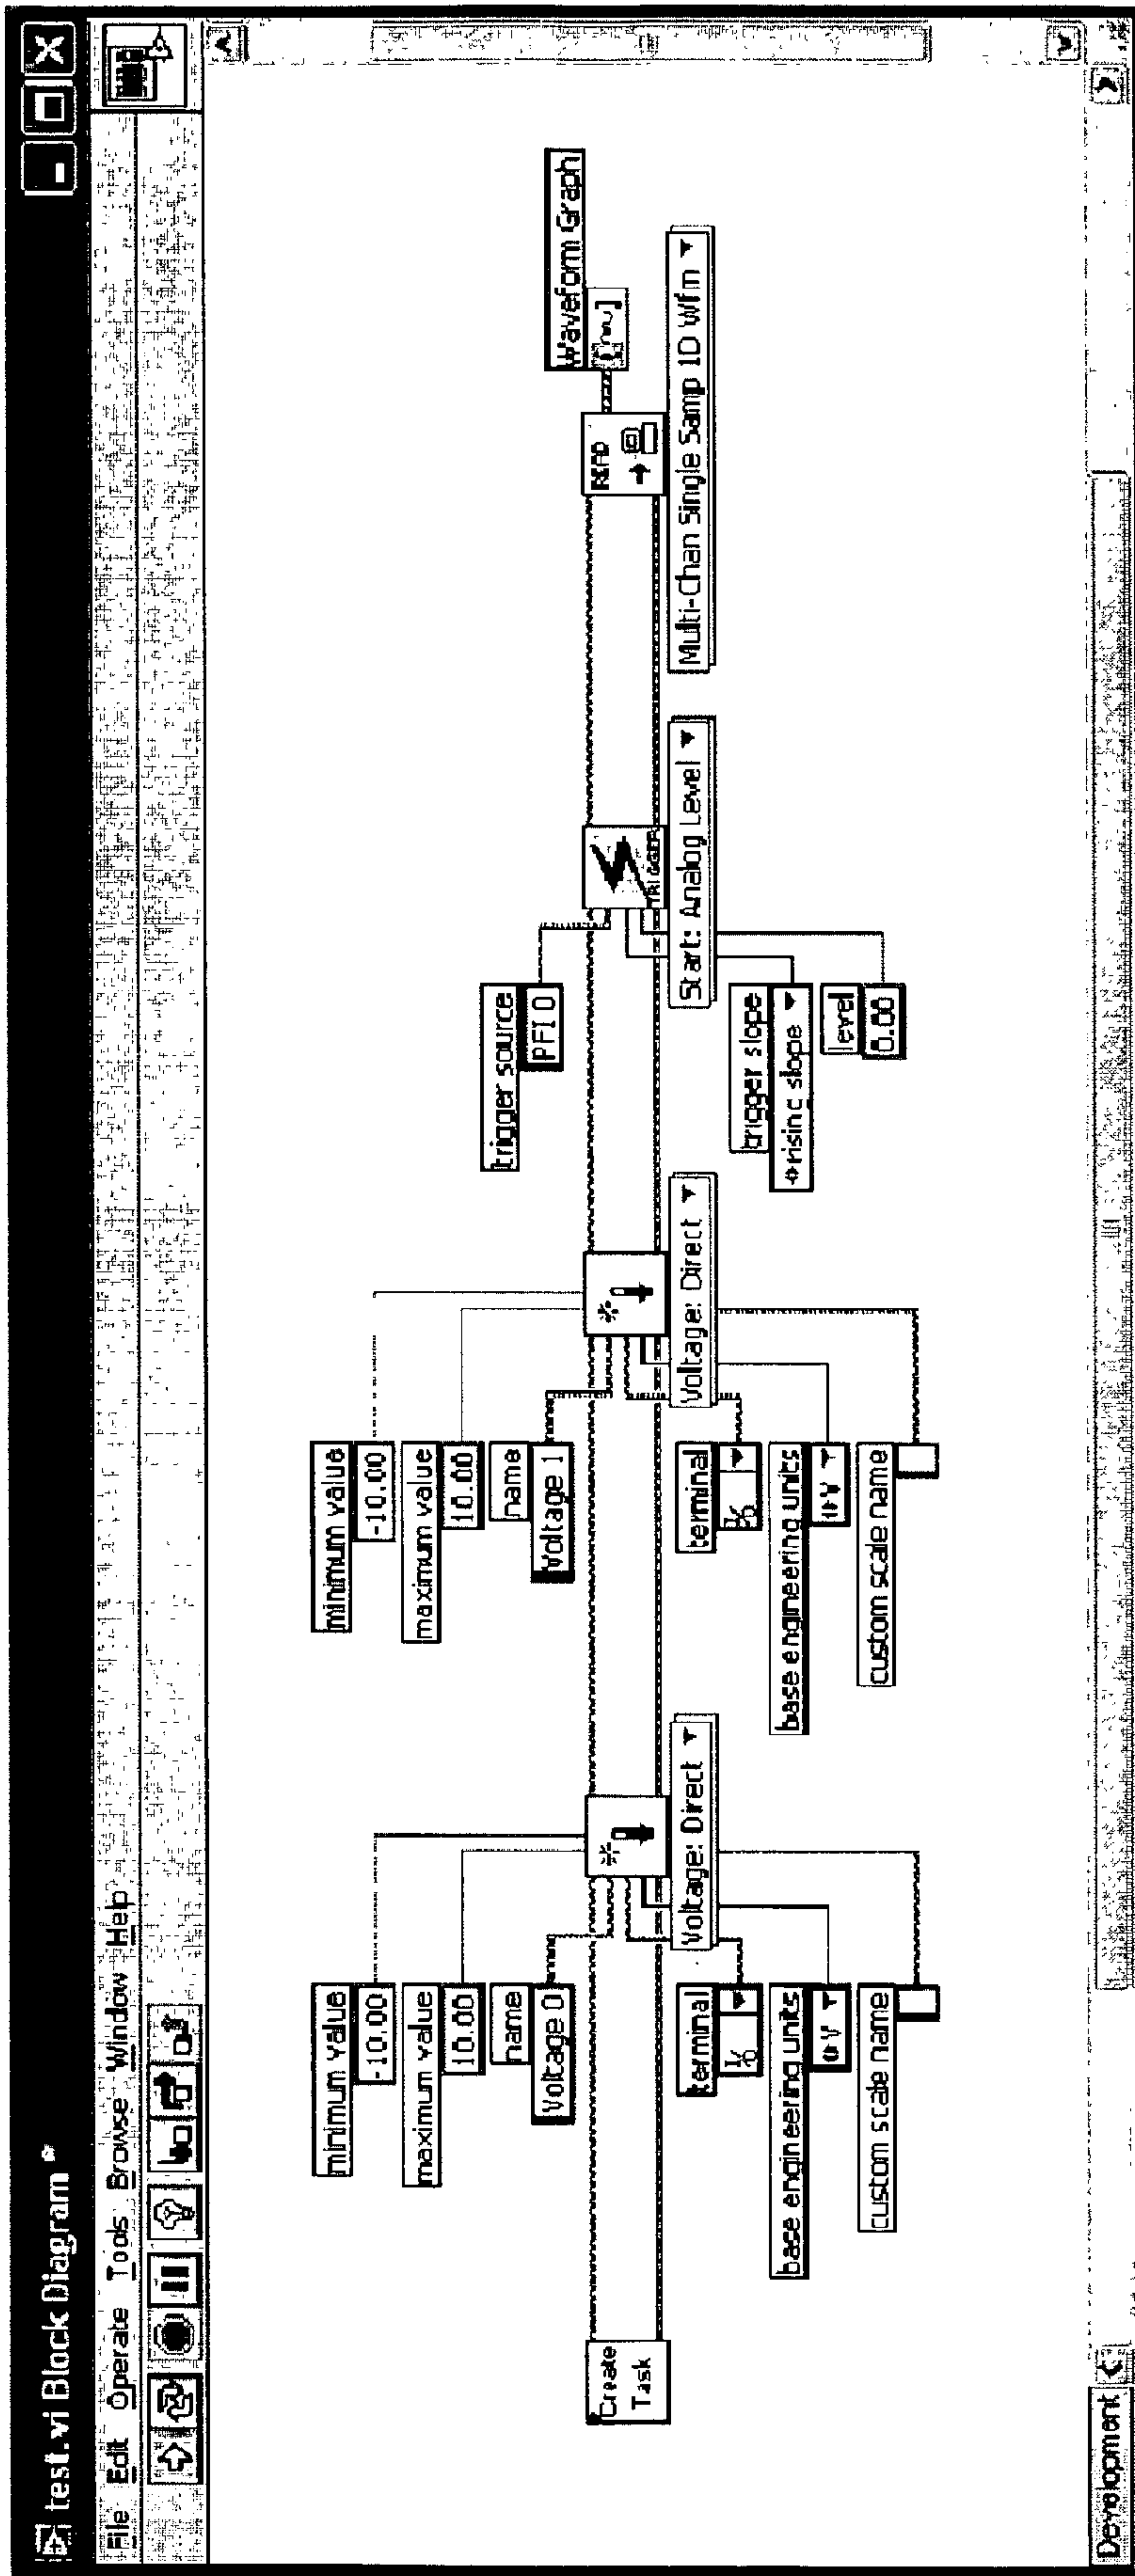 test.vi Block Diagram *
File Edit Operate Tools Browse Window Help
Create
Task
minimum value
-10.00
maximum value
10.00
name
Voltage 0
Voltage: Direct
terminal
base engineering units
V
custom scale name
minimum value
-10.00
maximum value
10.00
name
Voltage 1
Voltage: Direct
terminal
base engineering units
V
custom scale name
trigger source
PFI 0
TRIGGER
Start: Analog Level
trigger slope
rising slope
level
0.00
READ
Multi-Chan Single Samp 1D Wfm
Waveform Graph
Development